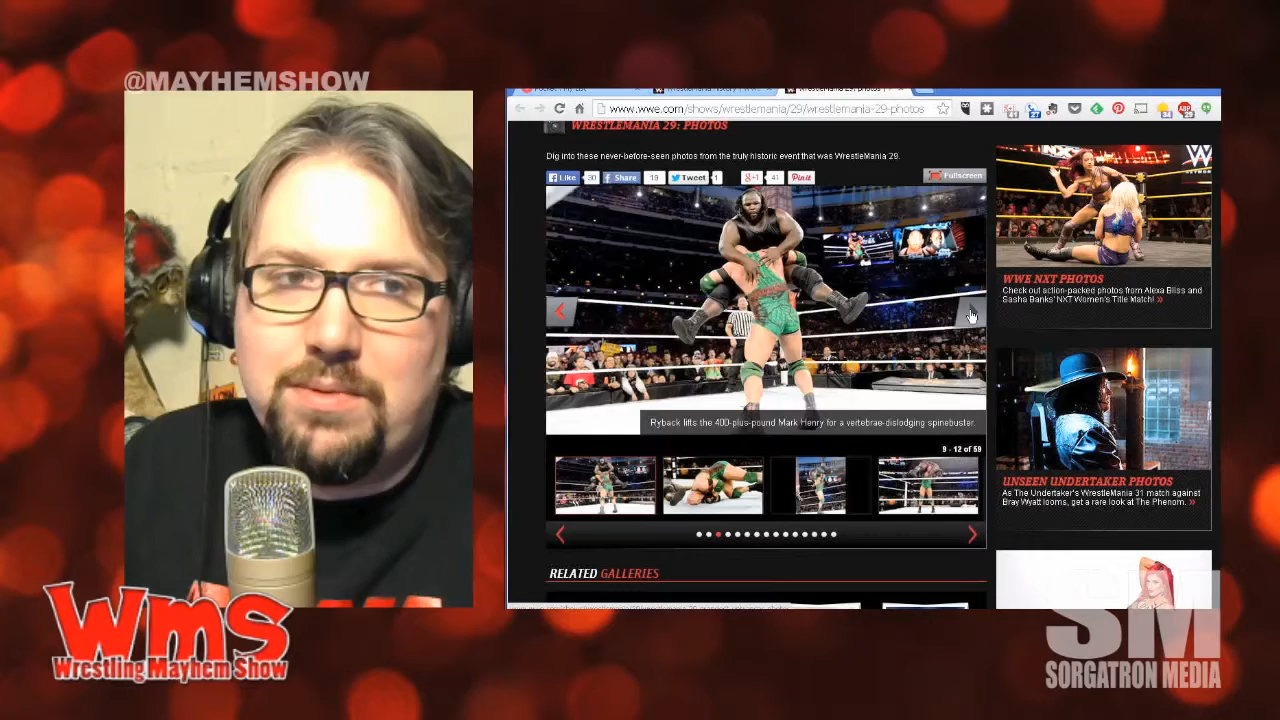 @MAYHEMSHOW
www.wwe.com/shows/wrestlemania/29/wrestlemania-29-photos
WRESTLEMANIA 29: PHOTOS
Dig into these never-before-seen photos from the truly historic event that was WrestleMania 29.
Like 30 Share 19 Tweet 1 g+1 41 Pinit
Fullscreen
Ryback lifts the 400-plus-pound Mark Henry for a vertebrae-dislodging spinebuster.
9 - 12 of 59
RELATED GALLERIES
WWE NXT PHOTOS
Check out action-packed photos from Alexa Bliss and
Sasha Banks' NXT Women's Title Match! »
UNSEEN UNDERTAKER PHOTOS
As The Undertaker's WrestleMania 31 match against
Bray Wyatt looms, get a rare look at The Phenom. »
wms
Wrestling Mayhem Show
SM
SORGATRON MEDIA